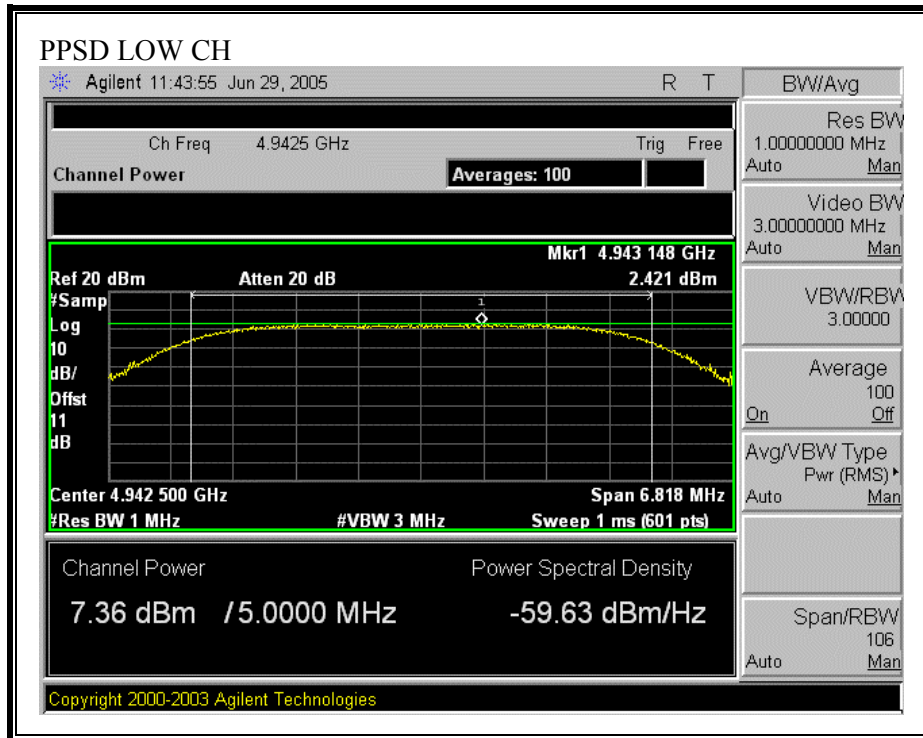 PPSD LOW CH
Agilent 11:43:55 Jun 29, 2005 R T
Ch Freq 4.9425 GHz Trig Free
Channel Power Averages: 100
Mkr1 4.943 148 GHz
Ref 20 dBm Atten 20 dB 2.421 dBm
#Samp
Log
10
dB/
Offst
11
dB
1
Center 4.942 500 GHz Span 6.818 MHz
#Res BW 1 MHz #VBW 3 MHz Sweep 1 ms (601 pts)
Channel Power Power Spectral Density
7.36 dBm /5.0000 MHz -59.63 dBm/Hz
Copyright 2000-2003 Agilent Technologies
BW/Avg
Res BW
1.00000000 MHz
Auto Man
Video BW
3.00000000 MHz
Auto Man
VBW/RBW
3.00000
Average
100
On Off
Avg/VBW Type
Pwr (RMS)
Auto Man
Span/RBW
106
Auto Man